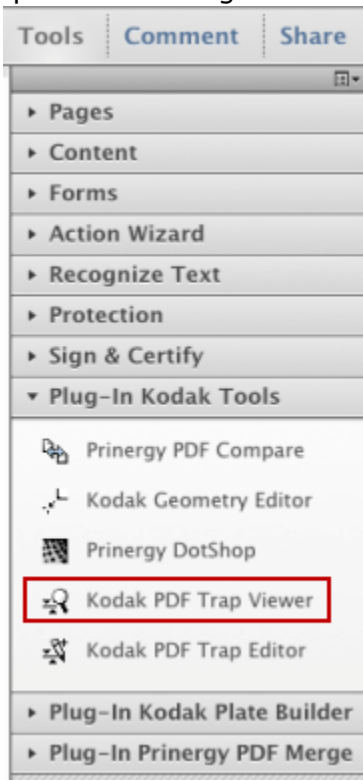 Tools Comment Share
Pages
Content
Forms
Action Wizard
Recognize Text
Protection
Sign & Certify
Plug-In Kodak Tools
Prinergy PDF Compare
Kodak Geometry Editor
Prinergy DotShop
Kodak PDF Trap Viewer
Kodak PDF Trap Editor
Plug-In Kodak Plate Builder
Plug-In Prinergy PDF Merge